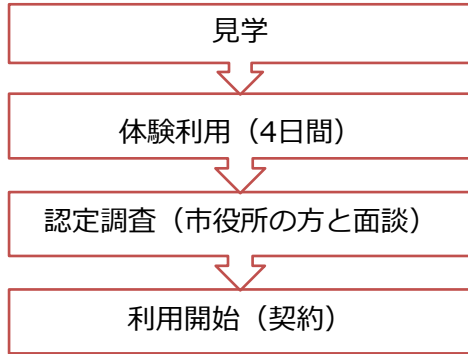 見学
体験利用（4日間）
認定調査（市役所の方と面談）
利用開始（契約）